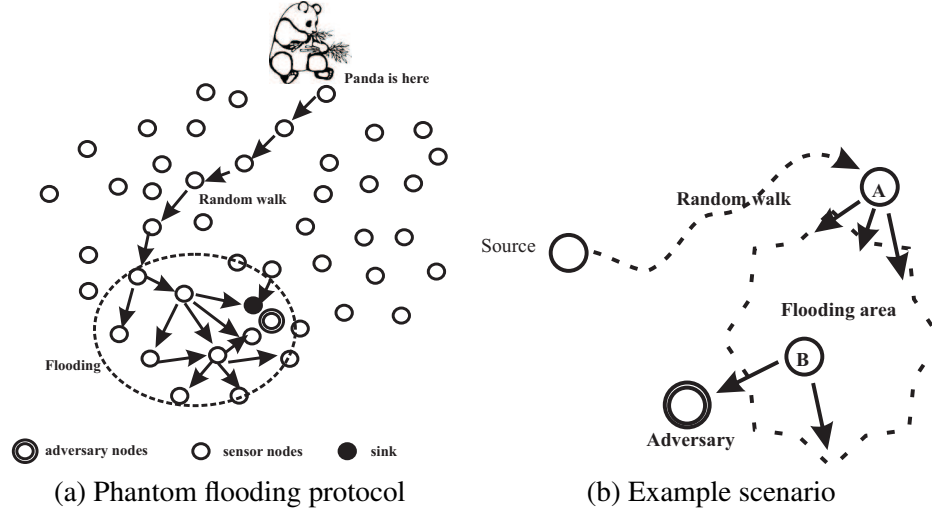 Panda is here
Random walk
Flooding
adversary nodes
sensor nodes
sink
(a) Phantom flooding protocol
A
Random walk
Source
Flooding area
B
Adversary
(b) Example scenario